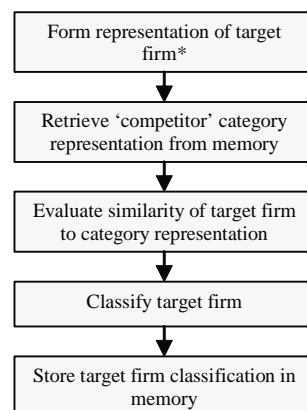 Form representation of target
firm*
Retrieve ‘competitor’ category
representation from memory
Evaluate similarity of target firm
to category representation
Classify target firm
Store target firm classification in
memory